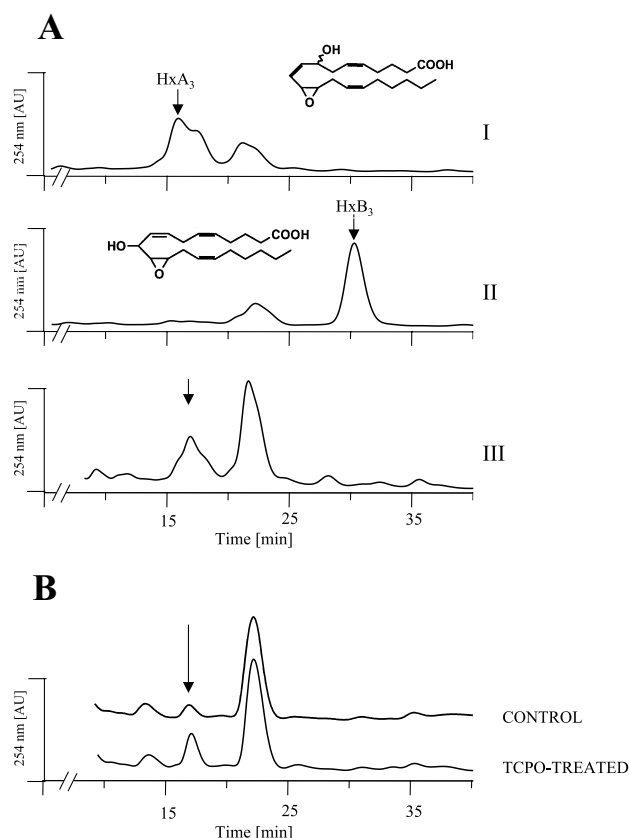 A
HxA₃
OH
COOH
O
254 nm [AU]
I
HxB₃
COOH
HO
O
254 nm [AU]
II
254 nm [AU]
III
15 25 35
Time [min]
B
254 nm [AU]
CONTROL
TCPO-TREATED
15 25 35
Time [min]